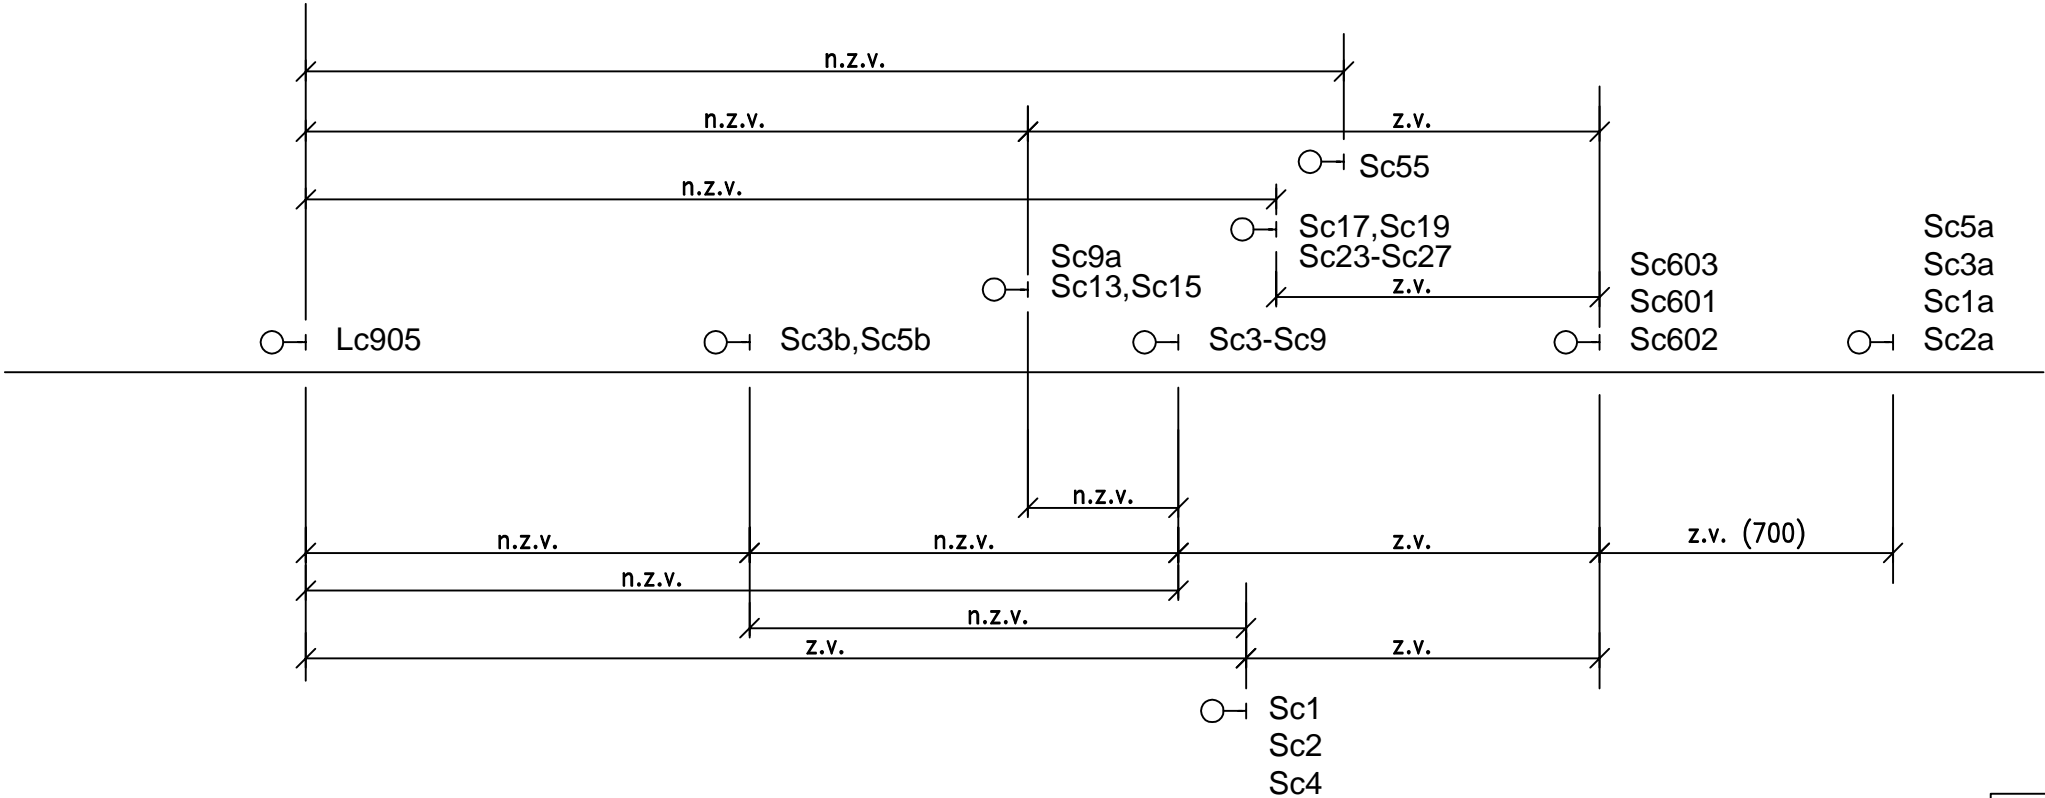 n.z.v.
n.z.v.
z.v.
Sc55
n.z.v.
Sc17,Sc19
Sc23-Sc27
z.v.
Sc9a
Sc13,Sc15
Sc603
Sc601
Sc602
Sc5a
Sc3a
Sc1a
Sc2a
Lc905
Sc3b,Sc5b
Sc3-Sc9
n.z.v.
n.z.v.
n.z.v.
z.v.
z.v. (700)
n.z.v.
n.z.v.
z.v.
z.v.
Sc1
Sc2
Sc4